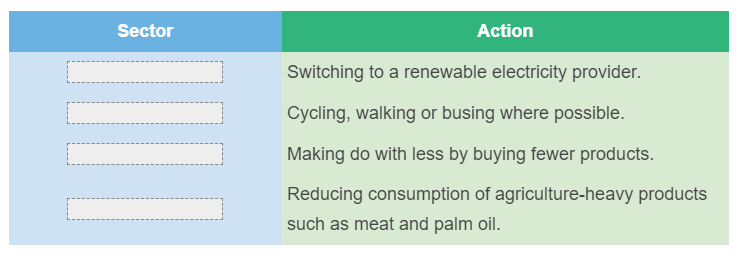 Sector Action
Switching to a renewable electricity provider.
Cycling, walking or busing where possible.
Making do with less by buying fewer products.
Reducing consumption of agriculture-heavy products
such as meat and palm oil.